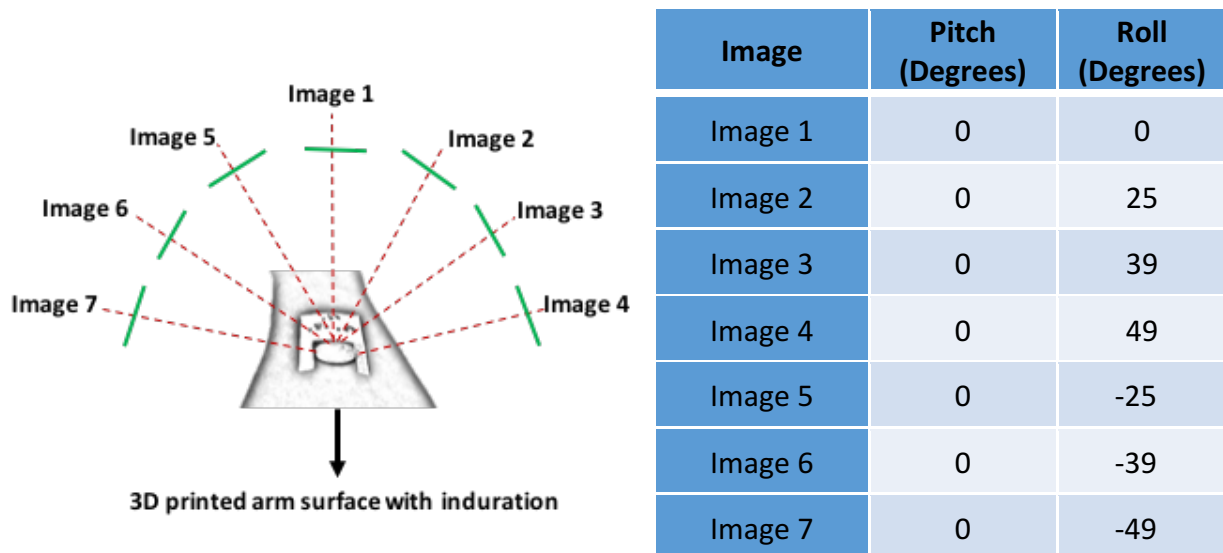 Image 1
Image 5
Image 2
Image 6
Image 3
Image 7
Image 4
3D printed arm surface with induration
Image Pitch (Degrees) Roll (Degrees)
Image 1 0 0
Image 2 0 25
Image 3 0 39
Image 4 0 49
Image 5 0 -25
Image 6 0 -39
Image 7 0 -49